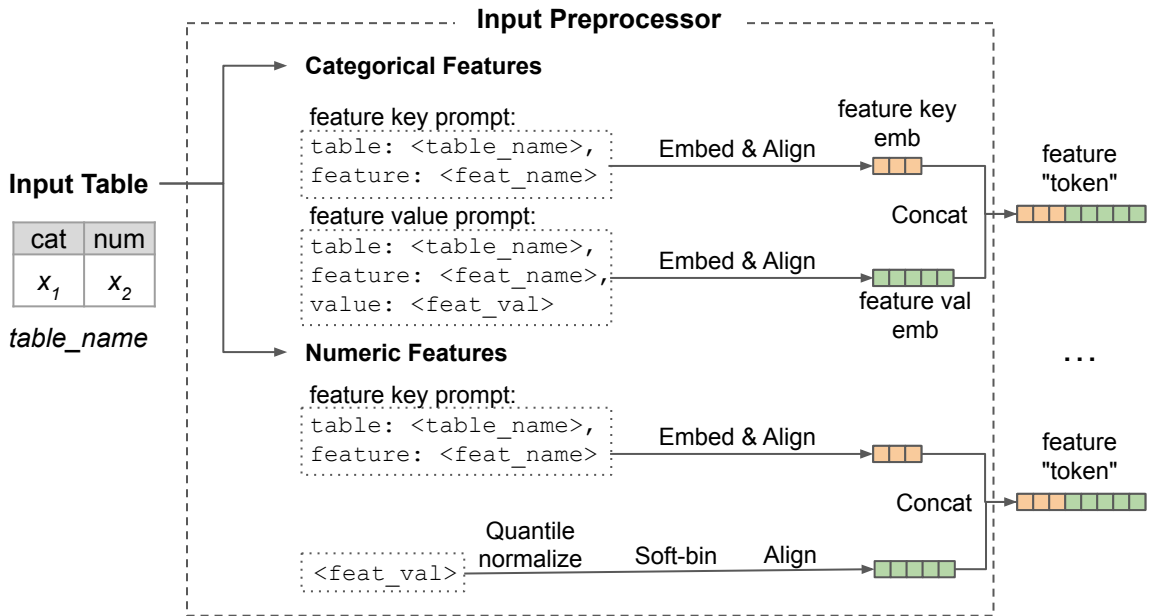 Input Preprocessor
Input Table
cat num
x1 x2
table_name
Categorical Features
feature key prompt:
table: <table_name>,
feature: <feat_name>
Embed & Align
feature key
emb
feature value prompt:
table: <table_name>,
feature: <feat_name>,
value: <feat_val>
Embed & Align
feature val
emb
Concat
feature
"token"
...
Numeric Features
feature key prompt:
table: <table_name>,
feature: <feat_name>
Embed & Align
<feat_val>
Quantile
normalize
Soft-bin
Align
Concat
feature
"token"